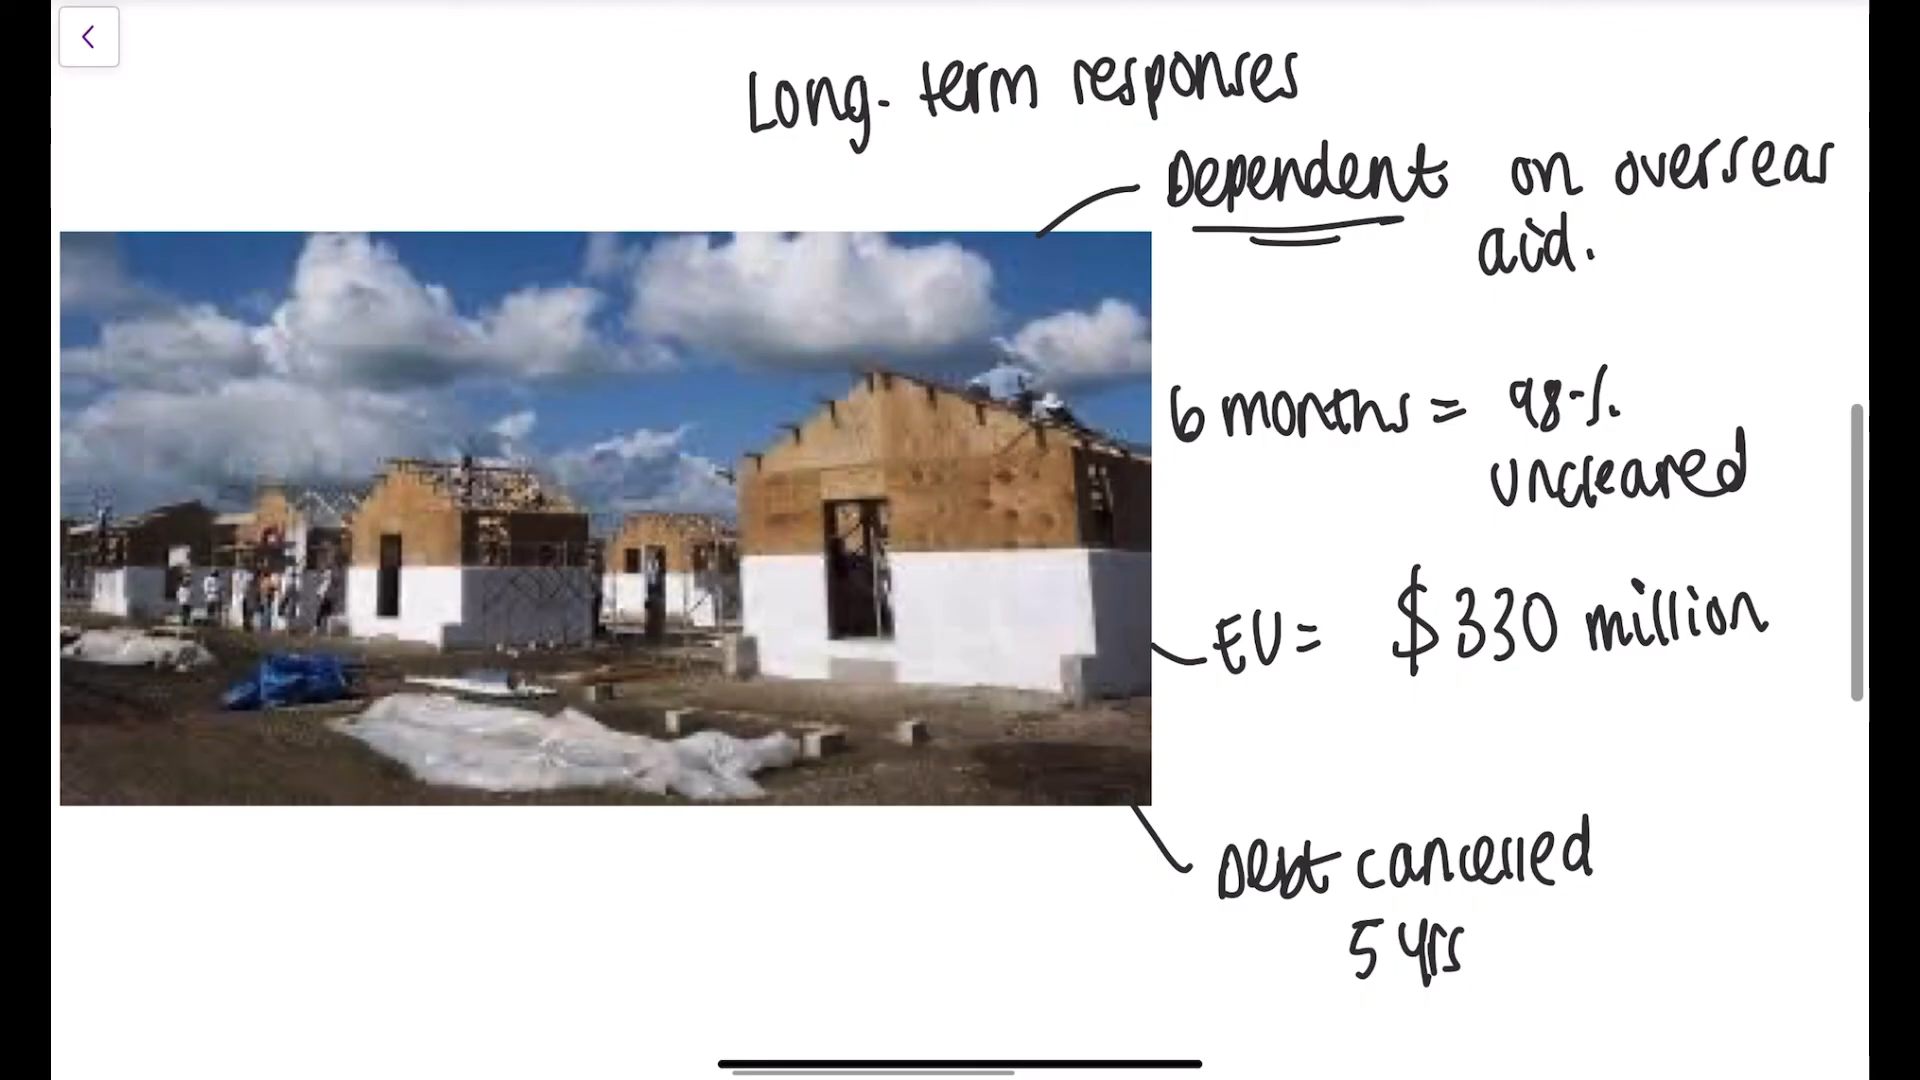 Long-term responses
Dependent on overseas
aid.
6 months = 98%
uncleared
EU = $330 million
Debt cancelled
5 yrs